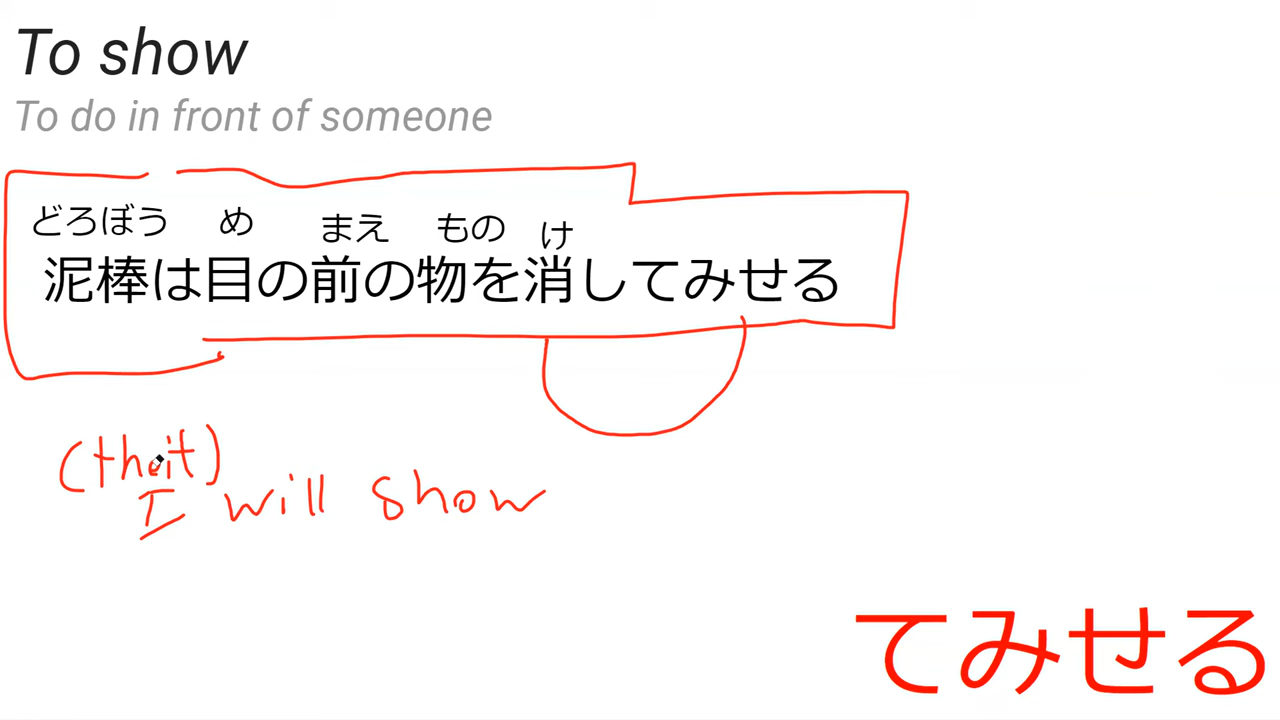 To show
To do in front of someone
どろぼう め まえ もの け
泥棒は目の前の物を消してみせる
(theit)
I will show
てみせる